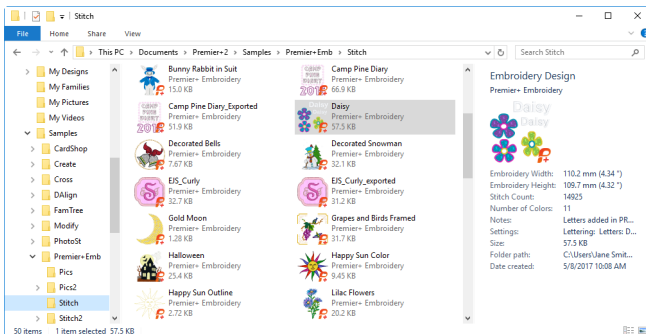 Stitch
File Home Share View
This PC > Documents > Premier+2 > Samples > Premier+Emb > Stitch
Search Stitch
My Designs
My Families
My Pictures
My Videos
Samples
CardShop
Create
Cross
DAlign
FamTree
Modify
PhotoSt
Premier+Emb
Pics
Pics2
Stitch
Stitch2
Bunny Rabbit in Suit
Premier+ Embroidery
15.0 KB
Camp Pine Diary
Premier+ Embroidery
66.9 KB
Camp Pine Diary_Exported
Premier+ Embroidery
51.9 KB
Daisy
Premier+ Embroidery
57.5 KB
Decorated Bells
Premier+ Embroidery
7.67 KB
Decorated Snowman
Premier+ Embroidery
32.1 KB
EJS_Curly
Premier+ Embroidery
32.7 KB
EJS_Curly_exported
Premier+ Embroidery
31.2 KB
Gold Moon
Premier+ Embroidery
1.28 KB
Grapes and Birds Framed
Premier+ Embroidery
31.7 KB
Halloween
Premier+ Embroidery
25.4 KB
Happy Sun Color
Premier+ Embroidery
9.45 KB
Happy Sun Outline
Premier+ Embroidery
2.72 KB
Lilac Flowers
Premier+ Embroidery
20.2 KB
Embroidery Design
Premier+ Embroidery
Daisy
Daisy
Embroidery Width: 110.2 mm (4.34 ")
Embroidery Height: 109.7 mm (4.32 ")
Stitch Count: 14925
Number of Colors: 11
Notes: Letters added in PR...
Settings: Lettering: Letters: D...
Size: 57.5 KB
Folder path: C:\Users\Jane Smit...
Date created: 5/8/2017 10:08 AM
50 items 1 item selected 57.5 KB